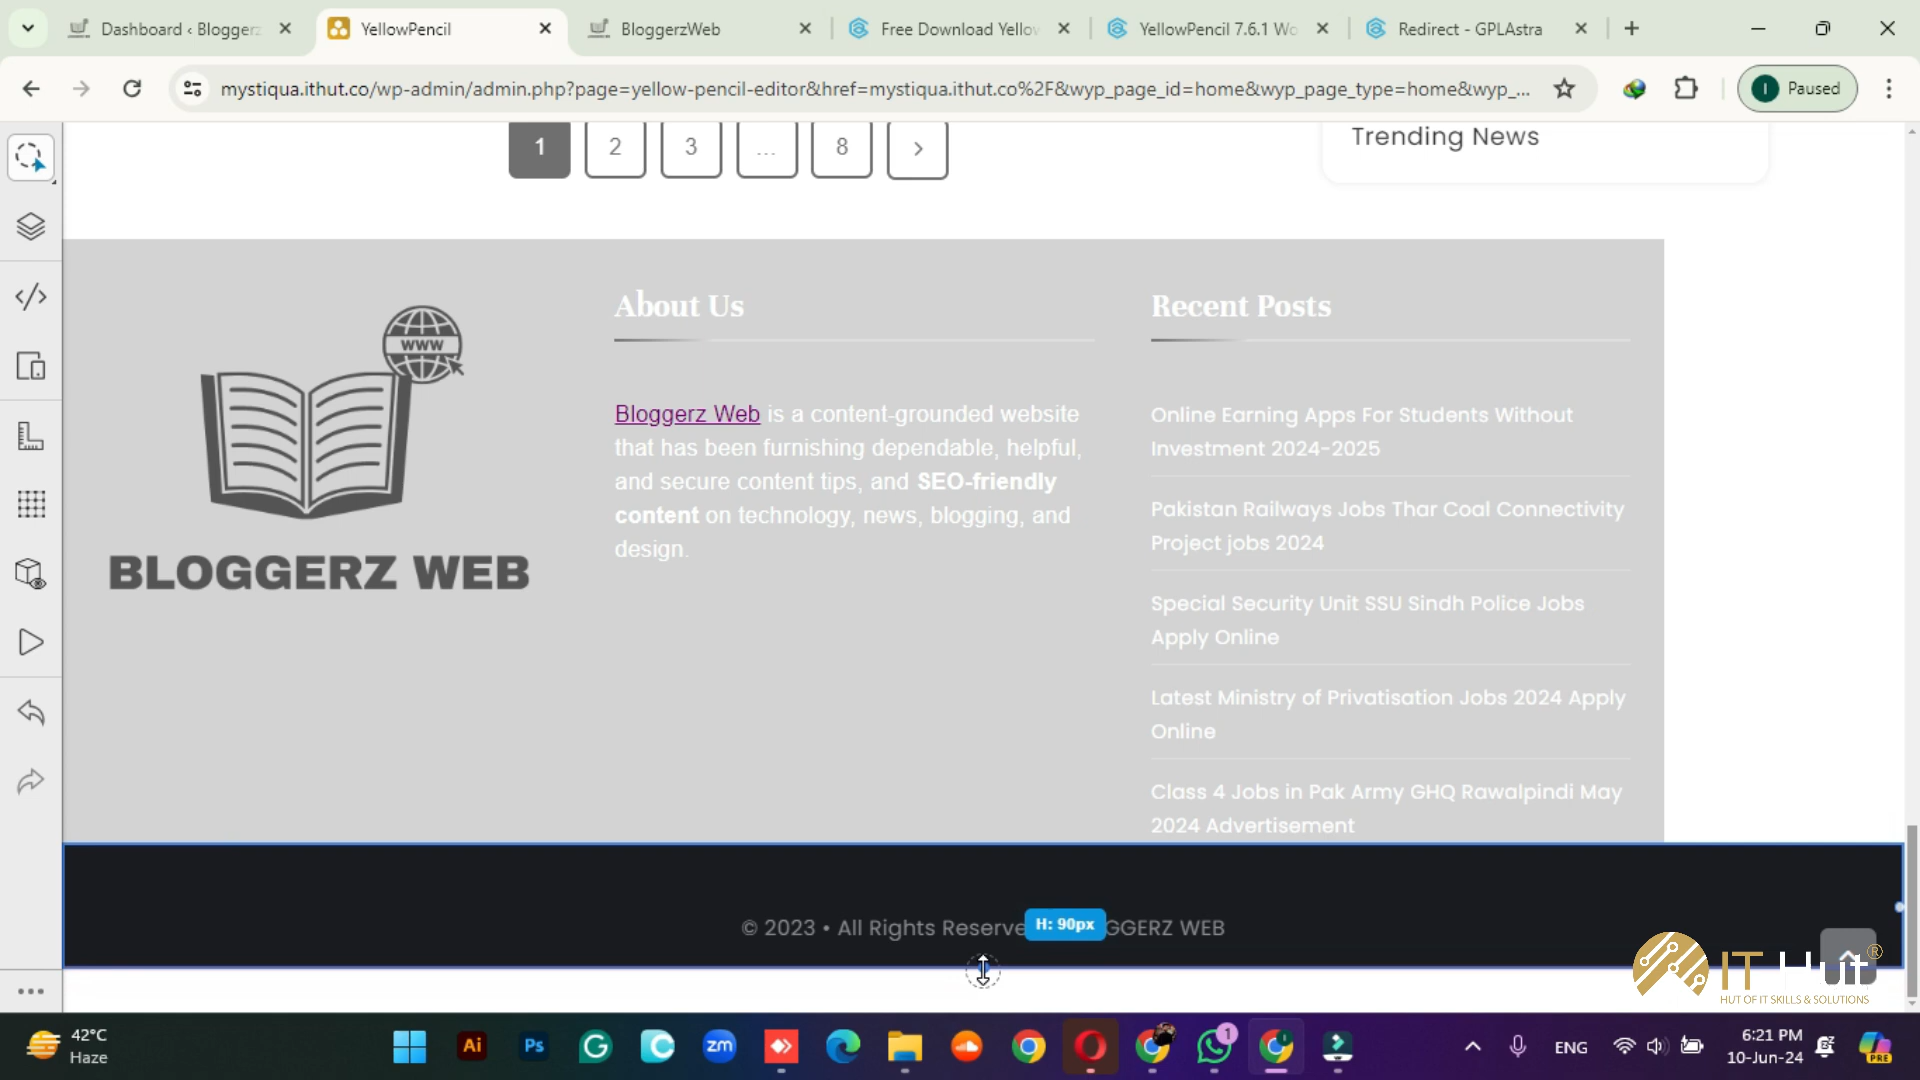 Dashboard ‹ Bloggerz
YellowPencil
BloggerzWeb
Free Download Yellow
YellowPencil 7.6.1 Wo
Redirect - GPLAstra
mystiqua.ithut.co/wp-admin/admin.php?page=yellow-pencil-editor&href=mystiqua.ithut.co%2F&wyp_page_id=home&wyp_page_type=home&wyp_...
I
Paused
1
2
3
...
8
>
Trending News
WWW
BLOGGERZ WEB
About Us
Bloggerz Web is a content-grounded website
that has been furnishing dependable, helpful,
and secure content tips, and SEO-friendly
content on technology, news, blogging, and
design.
Recent Posts
Online Earning Apps For Students Without
Investment 2024-2025
Pakistan Railways Jobs Thar Coal Connectivity
Project jobs 2024
Special Security Unit SSU Sindh Police Jobs
Apply Online
Latest Ministry of Privatisation Jobs 2024 Apply
Online
Class 4 Jobs in Pak Army GHQ Rawalpindi May
2024 Advertisement
© 2023 • All Rights Reserve
H: 90px
GGERZ WEB
IT Hut®
HUT OF IT SKILLS & SOLUTIONS
42°C
Haze
Ai
Ps
G
C
zm
1
ENG
6:21 PM
10-Jun-24
PRE